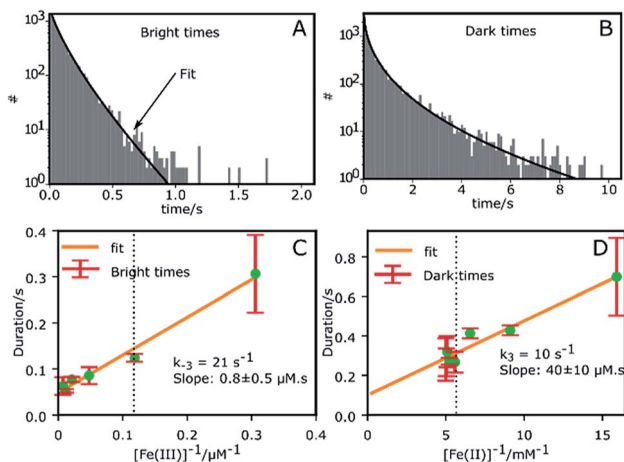 A
Bright times
Fit
#
10³
10²
10¹
10⁰
0.0 0.5 1.0 1.5 2.0
time/s
B
Dark times
#
10³
10²
10¹
10⁰
0 2 4 6 8 10
time/s
C
fit
Bright times
Duration/s
0.4
0.3
0.2
0.1
0.0
k₋₃ = 21 s⁻¹
Slope: 0.8±0.5 µM.s
0.0 0.1 0.2 0.3 0.4
[Fe(III)]⁻¹/µM⁻¹
D
fit
Dark times
Duration/s
0.8
0.6
0.4
0.2
0.0
k₃ = 10 s⁻¹
Slope: 40±10 µM.s
0 5 10 15
[Fe(II)]⁻¹/mM⁻¹